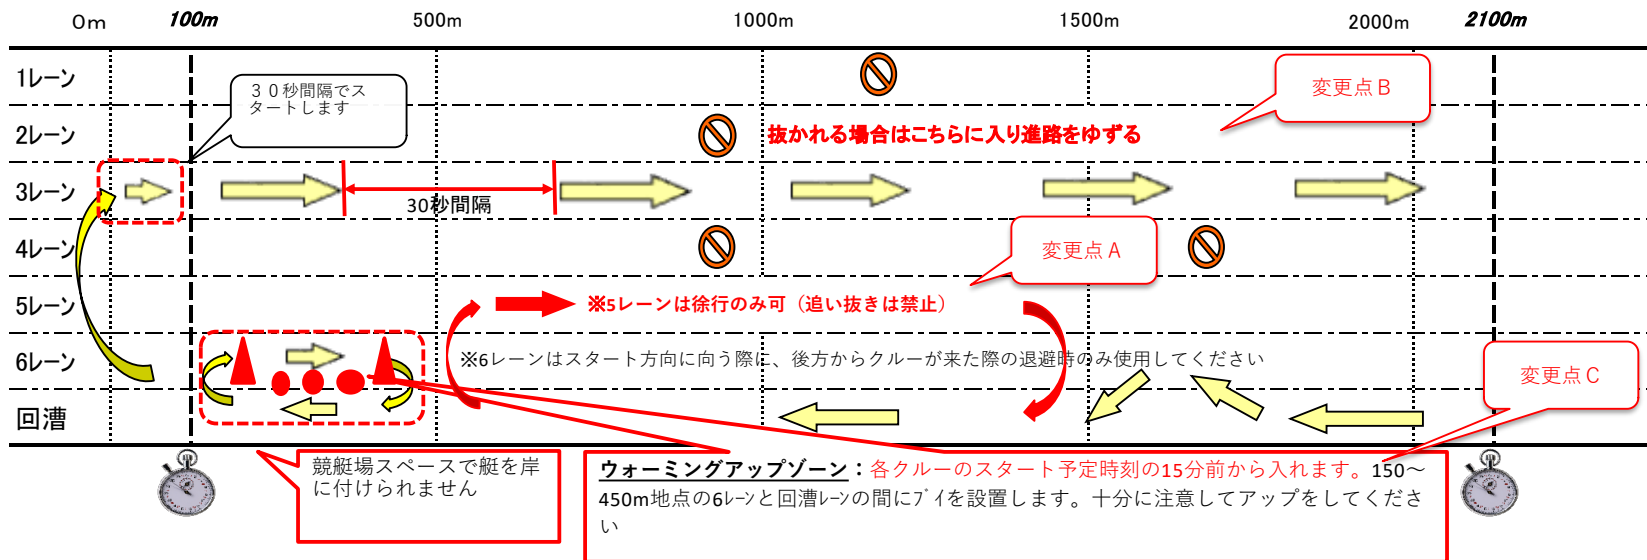 0m 100m 500m 1000m 1500m 2000m 2100m
1レーン
30秒間隔でス
タートします
変更点B
2レーン
抜かれる場合はこちらに入り進路をゆずる
3レーン
30秒間隔
4レーン
変更点A
5レーン
※5レーンは徐行のみ可（追い抜きは禁止）
6レーン
※6レーンはスタート方向に向う際に、後方からクルーが来た際の退避時のみ使用してください
変更点C
回漕
競艇場スペースで艇を岸
に付けられません
ウォーミングアップゾーン：各クルーのスタート予定時刻の15分前から入れます。150～
450m地点の6レーンと回漕レーンの間にブイを設置します。十分に注意してアップをしてくださ
い